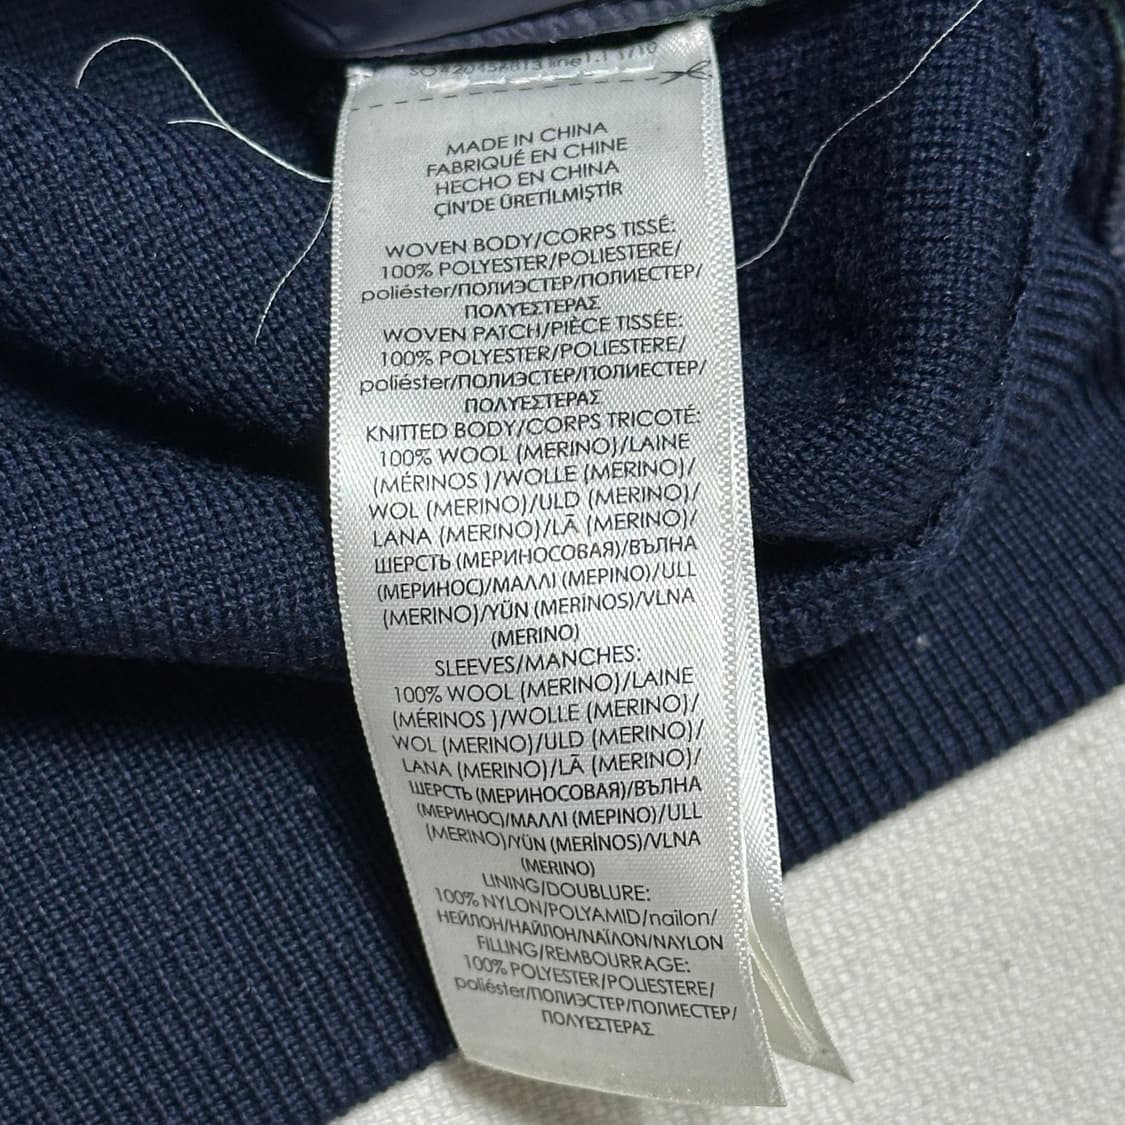 MADE IN CHINA
FABRIQUÉ EN CHINE
HECHO EN CHINA
ÇİN'DE ÜRETİLMİŞTİR
WOVEN BODY/CORPS TISSÉ:
100% POLYESTER/POLIESTERE/
poliéster/ПОЛИЭСТЕР/ПОЛИЕСТЕР/
ΠΟΛΥΕΣΤΕΡΑΣ
WOVEN PATCH/PIÈCE TISSÉE:
100% POLYESTER/POLIESTERE/
poliéster/ПОЛИЭСТЕР/ПОЛИЕСТЕР/
ΠΟΛΥΕΣΤΕΡΑΣ
KNITTED BODY/CORPS TRICOTÉ:
100% WOOL (MERINO)/LAINE
(MÉRINOS )/WOLLE (MERINO)/
WOL (MERINO)/ULD (MERINO)/
LANA (MERINO)/LÃ (MERINO)/
ШЕРСТЬ (МЕРИНОСОВАЯ)/ВЪЛНА
(МЕРИНОС)/ΜΑΛΛΙ (ΜΕΡΙΝΟ)/ULL
(MERINO)/YÜN (MERINOS)/VLNA
(MERINO)
SLEEVES/MANCHES:
100% WOOL (MERINO)/LAINE
(MÉRINOS )/WOLLE (MERINO)/
WOL (MERINO)/ULD (MERINO)/
LANA (MERINO)/LÃ (MERINO)/
ШЕРСТЬ (МЕРИНОСОВАЯ)/ВЪЛНА
(МЕРИНОС)/ΜΑΛΛΙ (ΜΕΡΙΝΟ)/ULL
(MERINO)/YÜN (MERİNOS)/VLNA
(MERINO)
LINING/DOUBLURE:
100% NYLON/POLYAMID/naílon/
НЕЙЛОН/НАЙЛОН/ΝΑΪΛΟΝ/NAYLON
FILLING/REMBOURRAGE:
100% POLYESTER/POLIESTERE/
poliéster/ПОЛИЭСТЕР/ПОЛИЕСТЕР/
ΠΟΛΥΕΣΤΕΡΑΣ